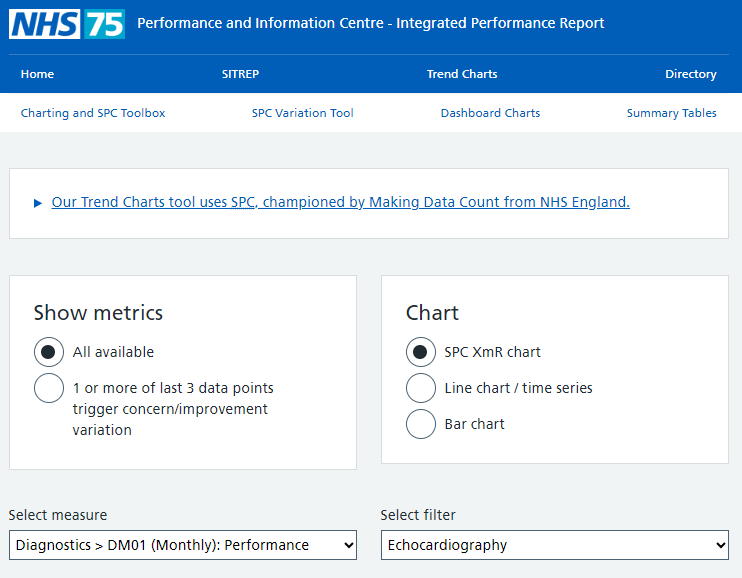 NHS 75 Performance and Information Centre - Integrated Performance Report
Home SITREP Trend Charts Directory
Charting and SPC Toolbox SPC Variation Tool Dashboard Charts Summary Tables
Our Trend Charts tool uses SPC, championed by Making Data Count from NHS England.
Show metrics
All available
1 or more of last 3 data points
trigger concern/improvement
variation
Chart
SPC XmR chart
Line chart / time series
Bar chart
Select measure
Diagnostics > DM01 (Monthly): Performance
Select filter
Echocardiography